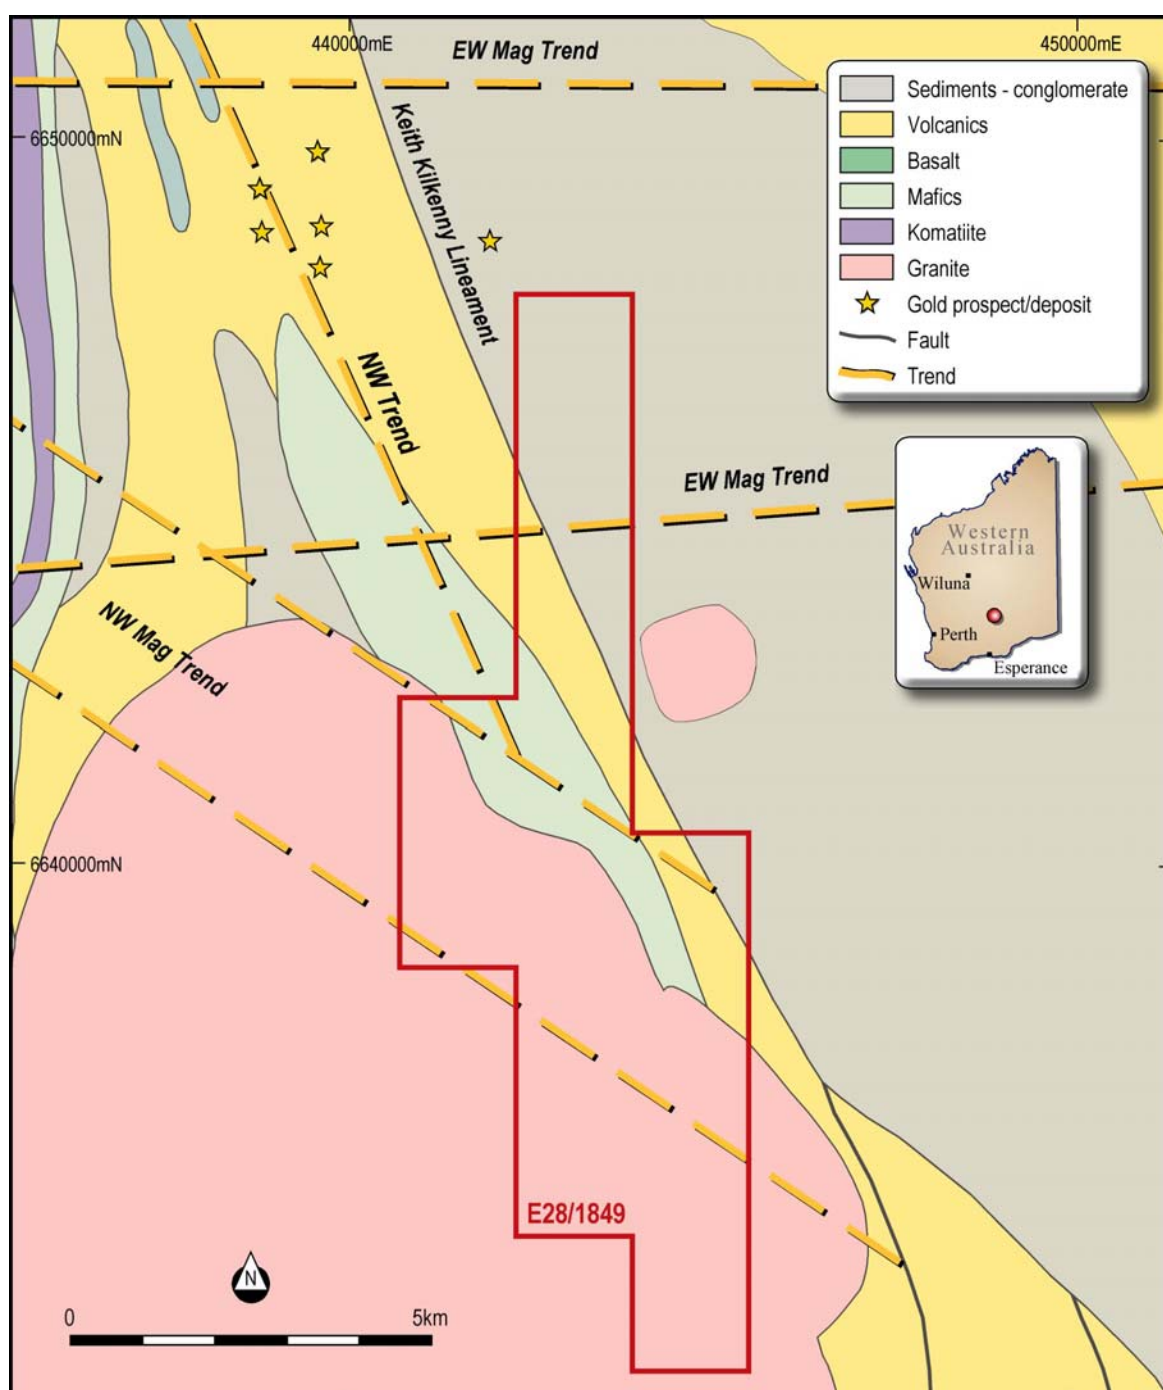 440000mE
450000mE
EW Mag Trend
6650000mN
Keith Kilkenny Lineament
Sediments - conglomerate
Volcanics
Basalt
Mafics
Komatiite
Granite
Gold prospect/deposit
Fault
Trend
NW Trend
EW Mag Trend
Western
Australia
Wiluna
Perth
Esperance
NW Mag Trend
6640000mN
E28/1849
N
0
5km